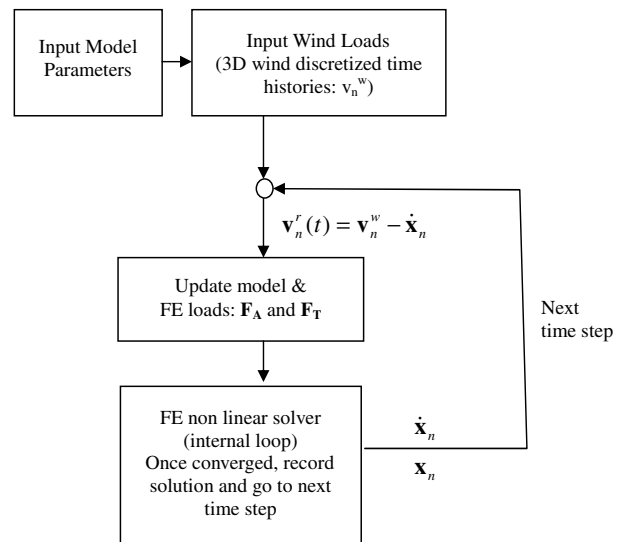 Input Model
Parameters
Input Wind Loads
(3D wind discretized time
histories: vₙʷ)
𝐯ₙʳ(t) = 𝐯ₙʷ − 𝐱̇ₙ
Update model &
FE loads: 𝐅_𝐀 and 𝐅_𝐓
Next
time step
FE non linear solver
(internal loop)
Once converged, record
solution and go to next
time step
𝐱̇ₙ
𝐱ₙ